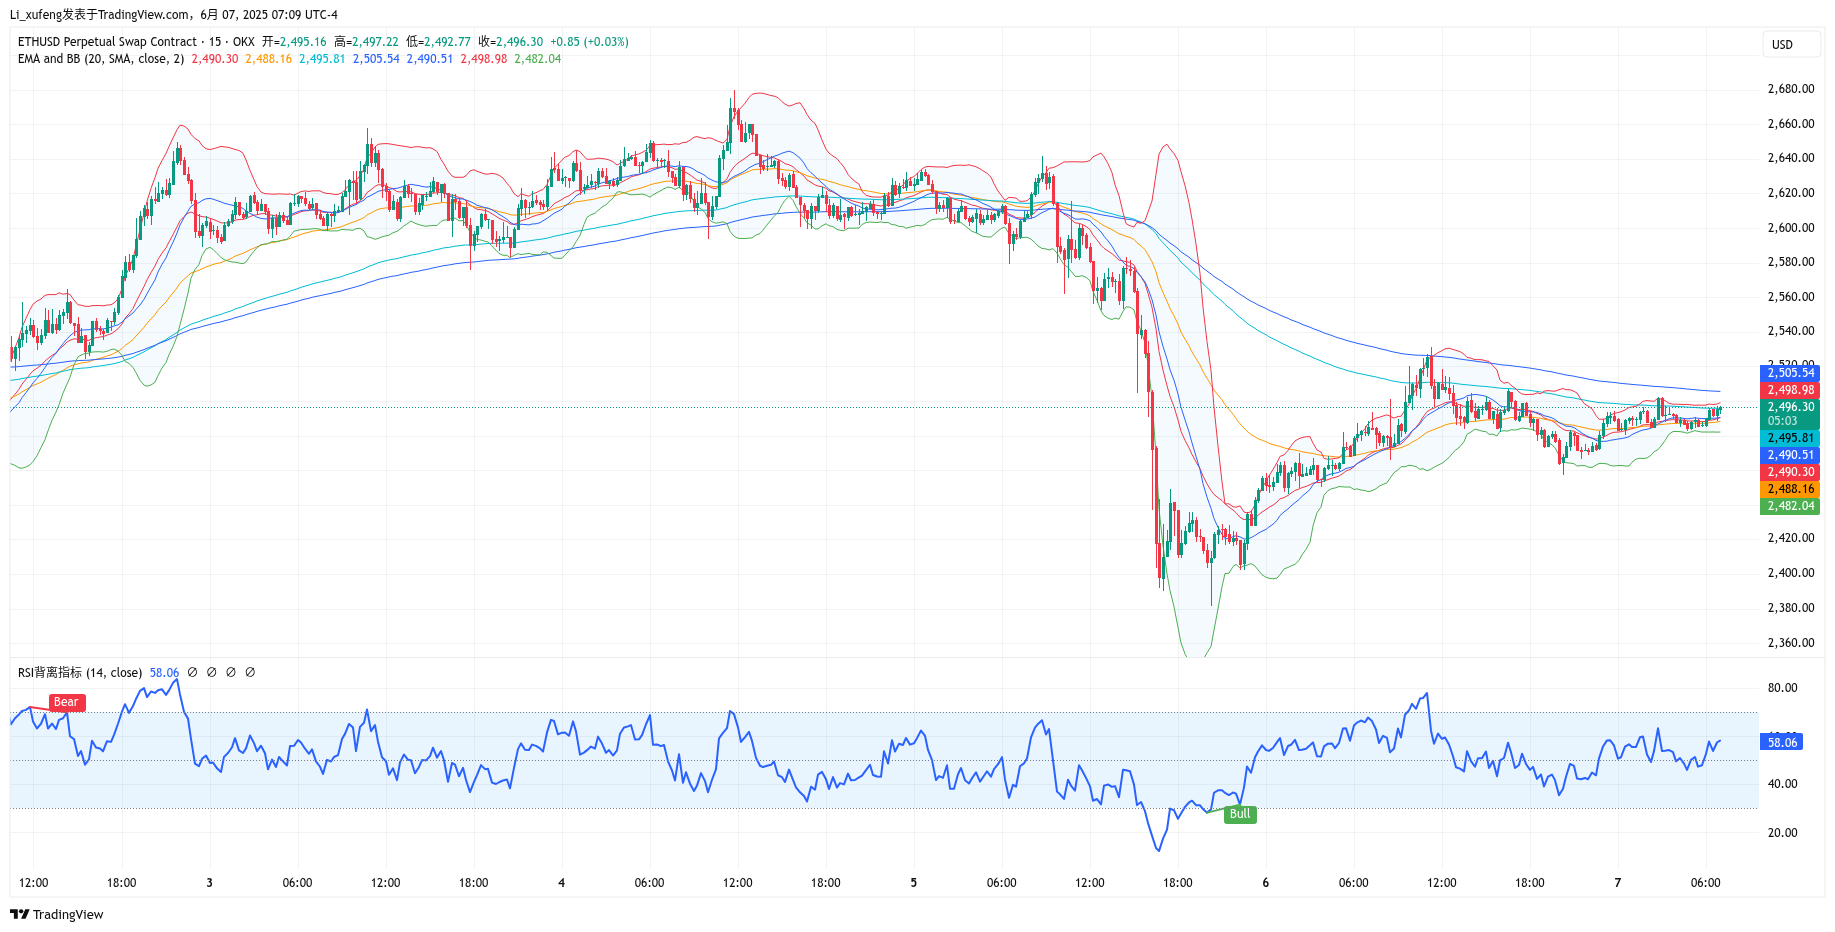 Li_xufeng发表于TradingView.com，6月 07, 2025 07:09 UTC-4
ETHUSD Perpetual Swap Contract · 15 · OKX 开=2,495.16 高=2,497.22 低=2,492.77 收=2,496.30 +0.85 (+0.03%)
EMA and BB (20, SMA, close, 2) 2,490.30 2,488.16 2,495.81 2,505.54 2,490.51 2,498.98 2,482.04
USD
2,680.00
2,660.00
2,640.00
2,620.00
2,600.00
2,580.00
2,560.00
2,540.00
2,520.00
2,505.54
2,498.98
2,496.30
05:03
2,495.81
2,490.51
2,490.30
2,488.16
2,482.04
2,420.00
2,400.00
2,380.00
2,360.00
RSI背离指标 (14, close) 58.06 ∅ ∅ ∅ ∅
Bear
Bull
80.00
58.06
40.00
20.00
12:00 18:00 3 06:00 12:00 18:00 4 06:00 12:00 18:00 5 06:00 12:00 18:00 6 06:00 12:00 18:00 7 06:00
TradingView